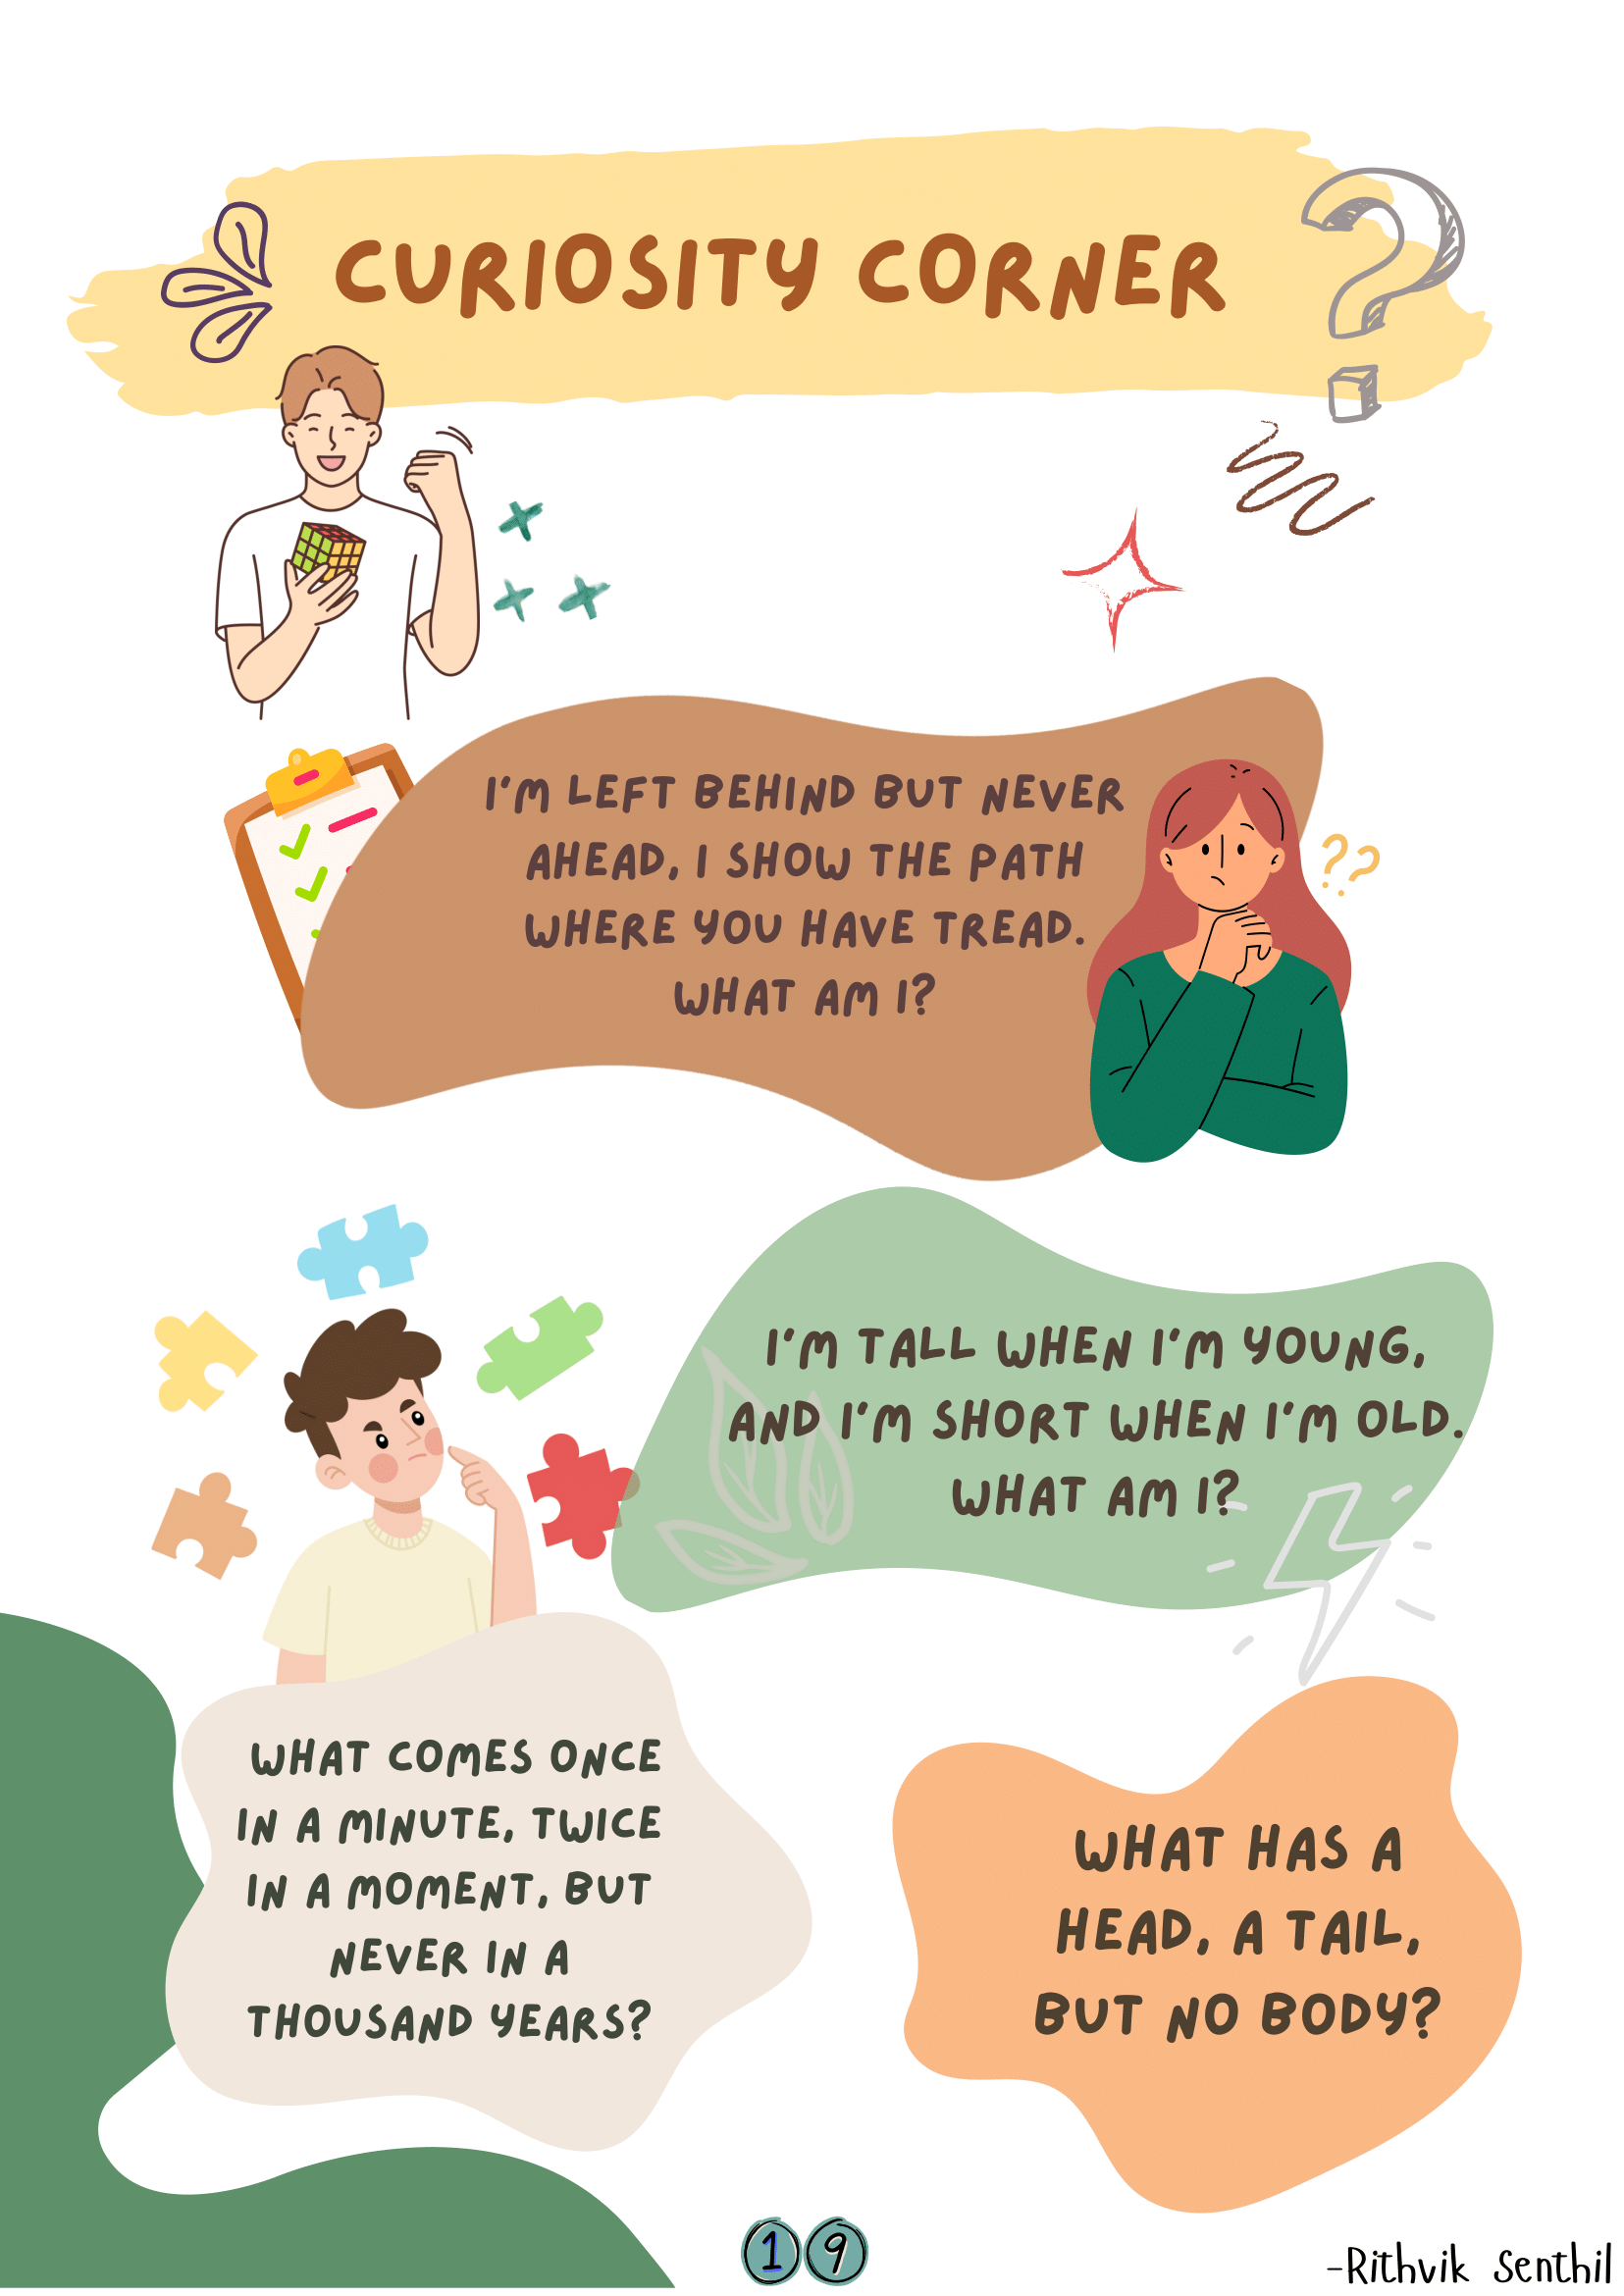 CURIOSITY CORNER
I'M LEFT BEHIND BUT NEVER
AHEAD, I SHOW THE PATH
WHERE YOU HAVE TREAD.
WHAT AM I?
??
I'M TALL WHEN I'M YOUNG,
AND I'M SHORT WHEN I'M OLD.
WHAT AM I?
WHAT COMES ONCE
IN A MINUTE, TWICE
IN A MOMENT, BUT
NEVER IN A
THOUSAND YEARS?
WHAT HAS A
HEAD, A TAIL,
BUT NO BODY?
19
-Rithvik Senthil